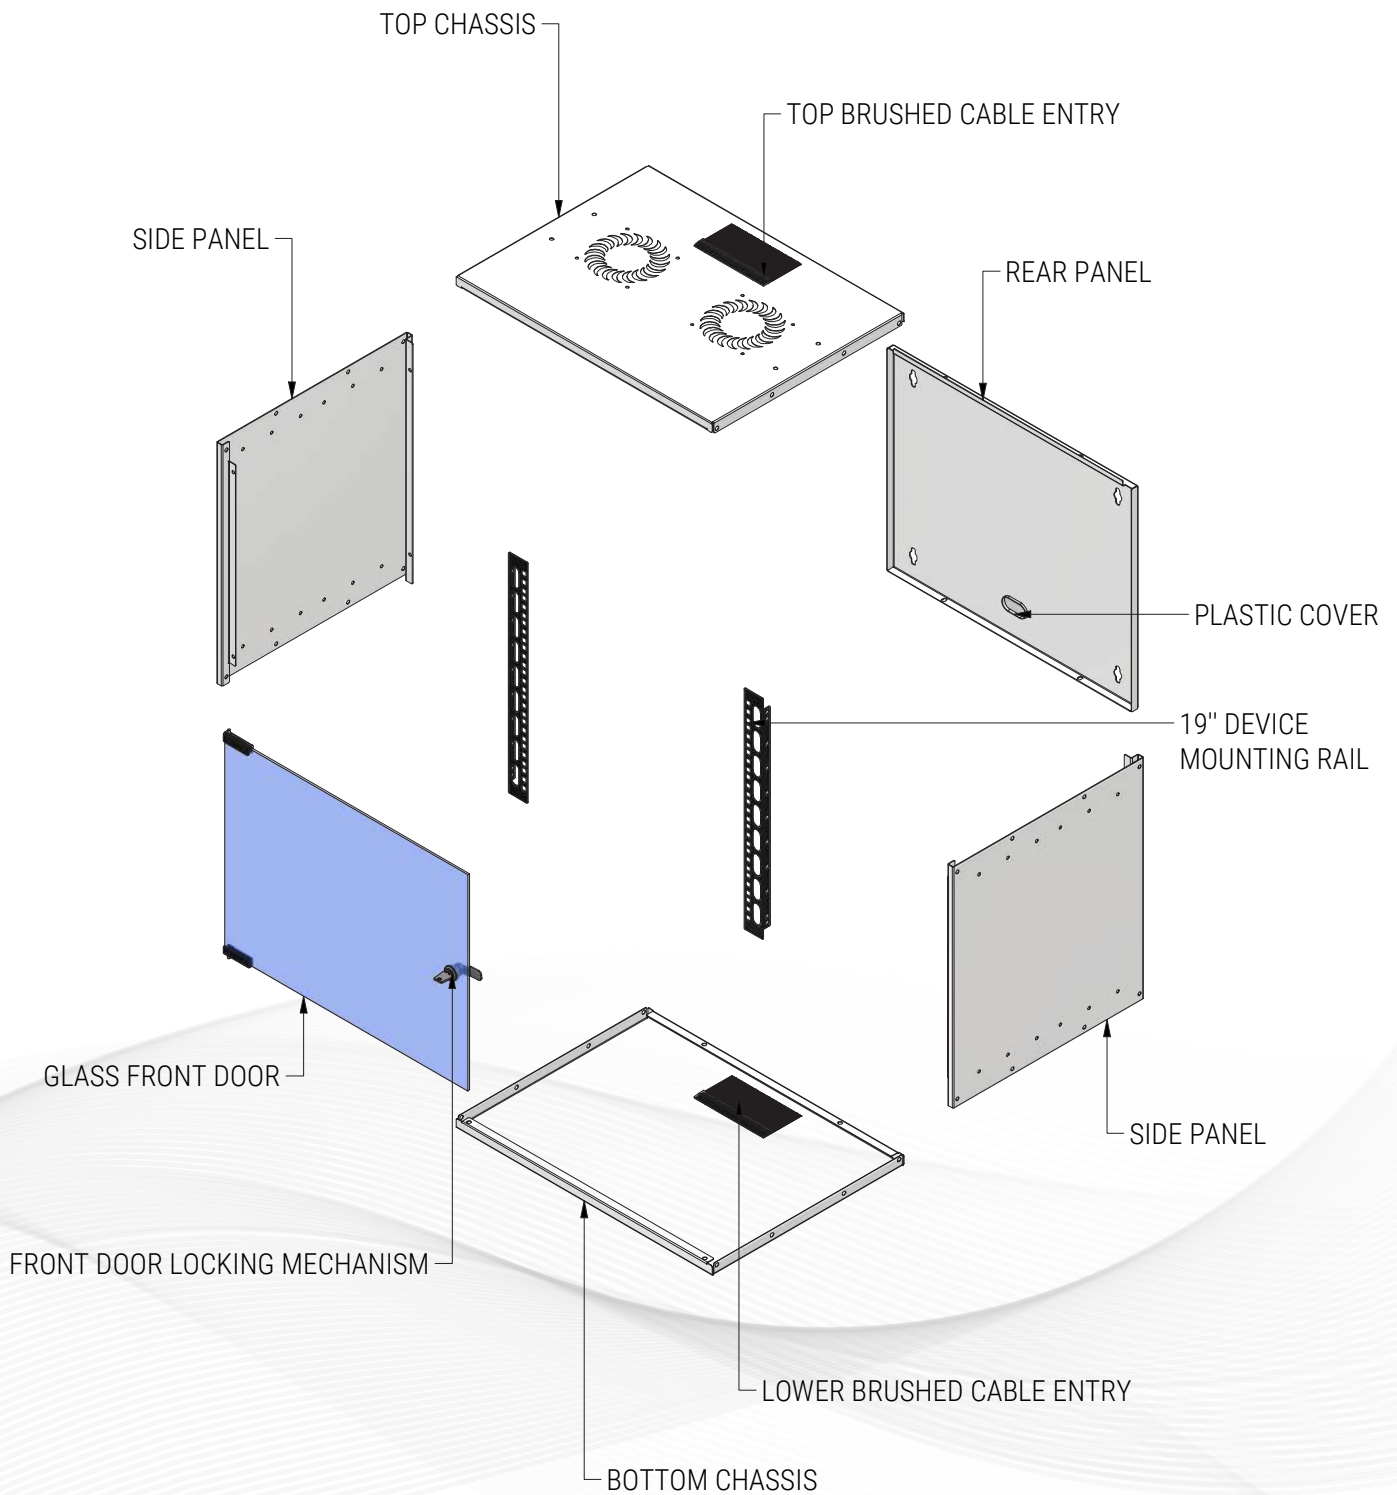 TOP CHASSIS
TOP BRUSHED CABLE ENTRY
SIDE PANEL
REAR PANEL
PLASTIC COVER
19" DEVICE
MOUNTING RAIL
GLASS FRONT DOOR
SIDE PANEL
FRONT DOOR LOCKING MECHANISM
LOWER BRUSHED CABLE ENTRY
BOTTOM CHASSIS